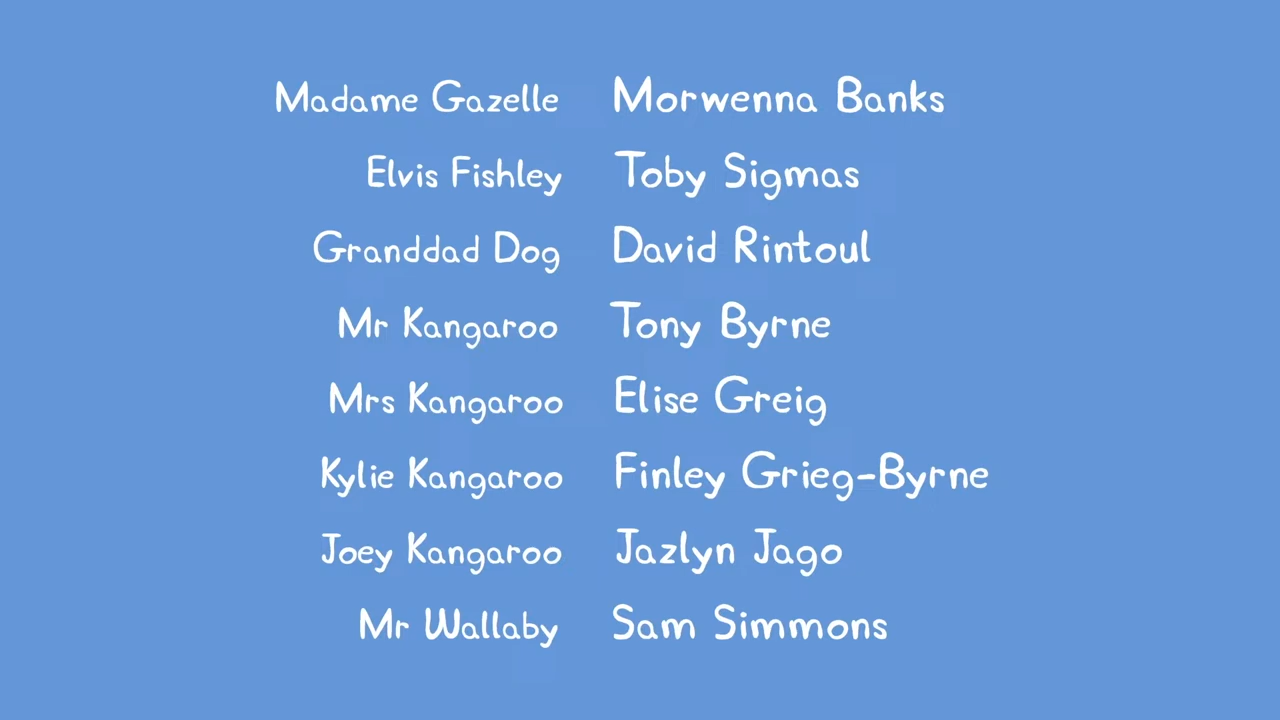 Madame Gazelle Morwenna Banks
Elvis Fishley Toby Sigmas
Granddad Dog David Rintoul
Mr Kangaroo Tony Byrne
Mrs Kangaroo Elise Greig
Kylie Kangaroo Finley Grieg-Byrne
Joey Kangaroo Jazlyn Jago
Mr Wallaby Sam Simmons